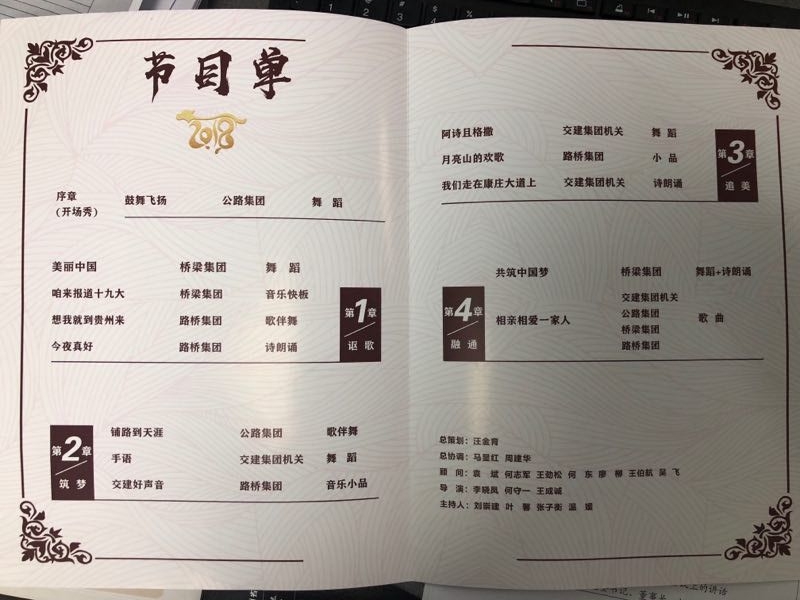 节目单
2018
序章 鼓舞飞扬 公路集团 舞 蹈
(开场秀)
美丽中国 桥梁集团 舞 蹈
咱来报道十九大 桥梁集团 音乐快板
想我就到贵州来 路桥集团 歌伴舞
今夜真好 路桥集团 诗朗诵
第1章
讴 歌
第2章
筑 梦
铺路到天涯 公路集团 歌伴舞
手语 交建集团机关 舞 蹈
交建好声音 路桥集团 音乐小品
阿诗且格撒 交建集团机关 舞 蹈
月亮山的欢歌 路桥集团 小 品
我们走在康庄大道上 交建集团机关 诗朗诵
第3章
追 美
第4章
融 通
共筑中国梦 桥梁集团 舞蹈+诗朗诵
相亲相爱一家人 交建集团机关 公路集团 桥梁集团 路桥集团 歌 曲
总策划：汪金育
总协调：马显红 周建华
顾 问：袁 斌 何志军 王劲松 何 东 廖 柳 王伯航 吴 飞
导 演：李晓凤 何守一 王成诚
主持人：刘崇建 叶 馨 张子衡 温 媛
上的讲话